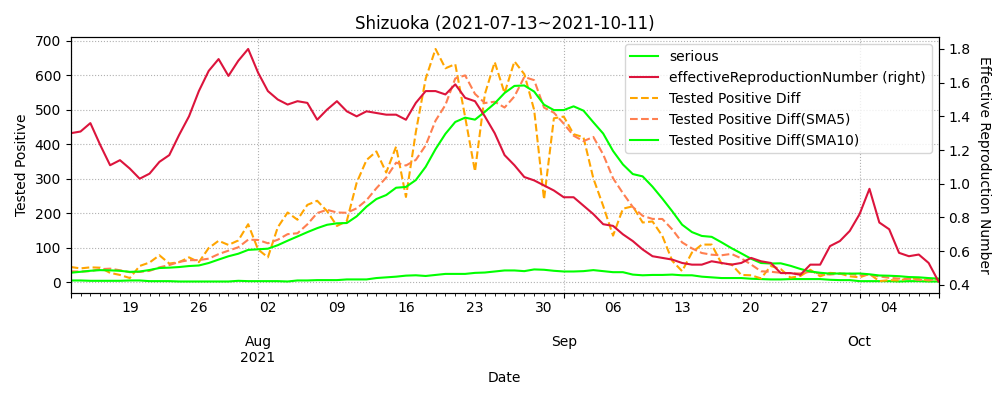 Shizuoka (2021-07-13~2021-10-11)
700
600
500
400
300
200
100
0
Tested Positive
1.8
1.6
1.4
1.2
1.0
0.8
0.6
0.4
Effective Reproduction Number
serious
effectiveReproductionNumber (right)
Tested Positive Diff
Tested Positive Diff(SMA5)
Tested Positive Diff(SMA10)
19 26 02 09 16 23 30 06 13 20 27 04
Aug Sep Oct
2021
Date